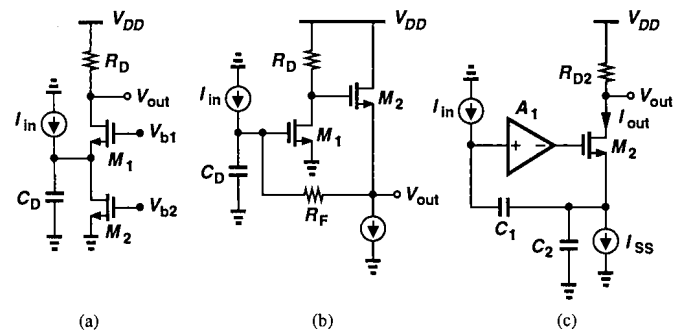 V_DD
R_D
V_out
I_in
V_b1
M_1
C_D
V_b2
M_2
(a)
V_DD
R_D
I_in
M_2
M_1
C_D
R_F
V_out
(b)
V_DD
R_D2
V_out
I_in
A_1
I_out
+
−
M_2
C_1
C_2
I_SS
(c)